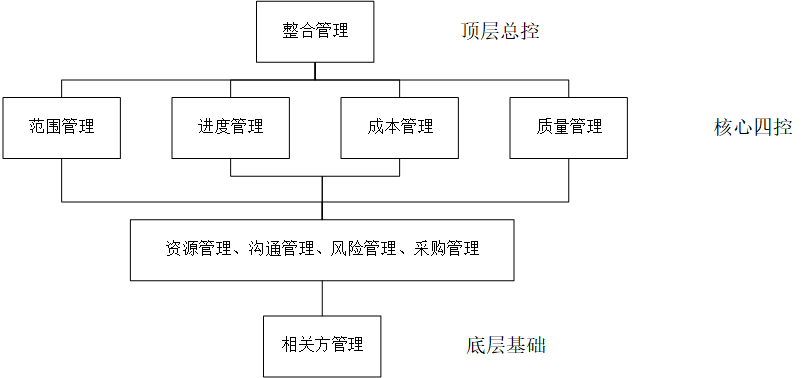 整合管理
顶层总控
范围管理
进度管理
成本管理
质量管理
核心四控
资源管理、沟通管理、风险管理、采购管理
相关方管理
底层基础